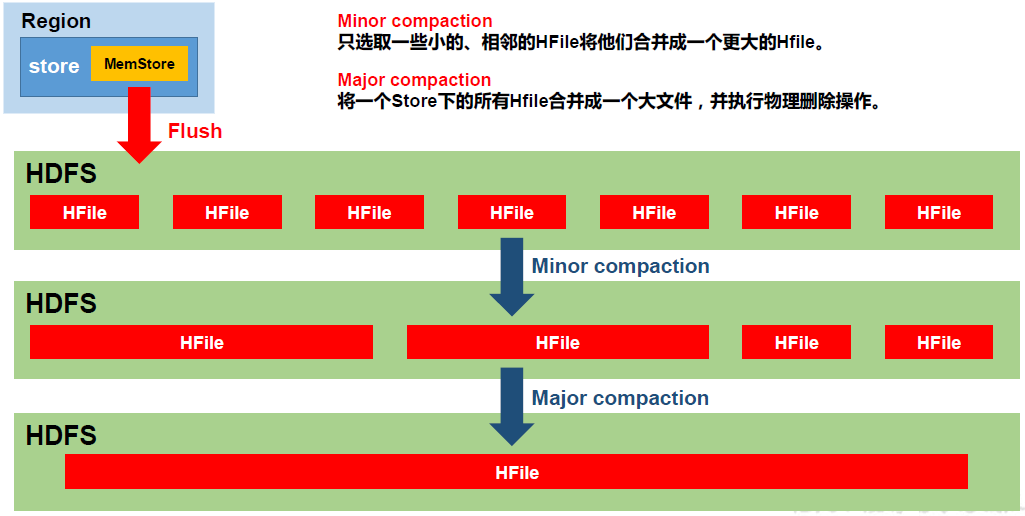 Region
store
MemStore
Minor compaction
只选取一些小的、相邻的HFile将他们合并成一个更大的Hfile。
Major compaction
将一个Store下的所有Hfile合并成一个大文件，并执行物理删除操作。
Flush
HDFS
HFile HFile HFile HFile HFile HFile HFile
Minor compaction
HDFS
HFile HFile HFile HFile
Major compaction
HDFS
HFile